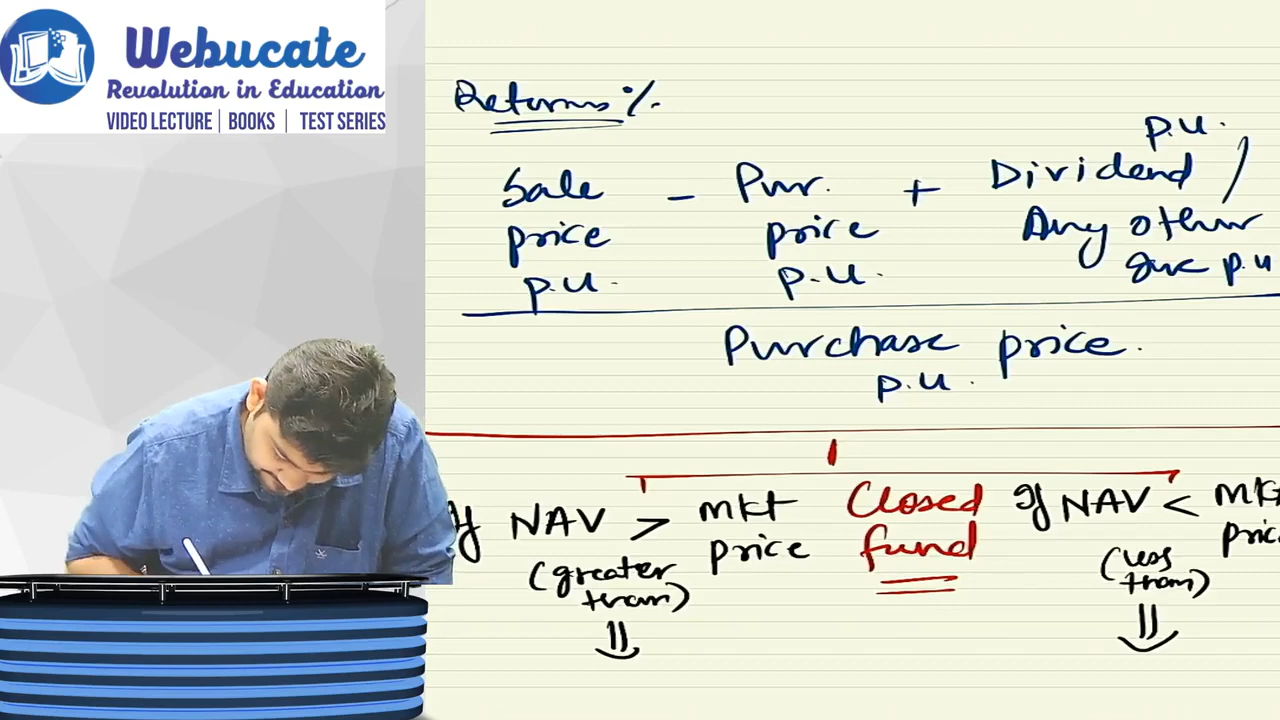 Webucate
Revolution in Education
VIDEO LECTURE | BOOKS | TEST SERIES
Returns %.
Sale price p.u. - Pur. price p.u. + Dividend p.u. / Any other p.u
Purchase price.
p.u.
If NAV > mkt price
(greater than)
Closed fund
If NAV < mkt price
(less than)